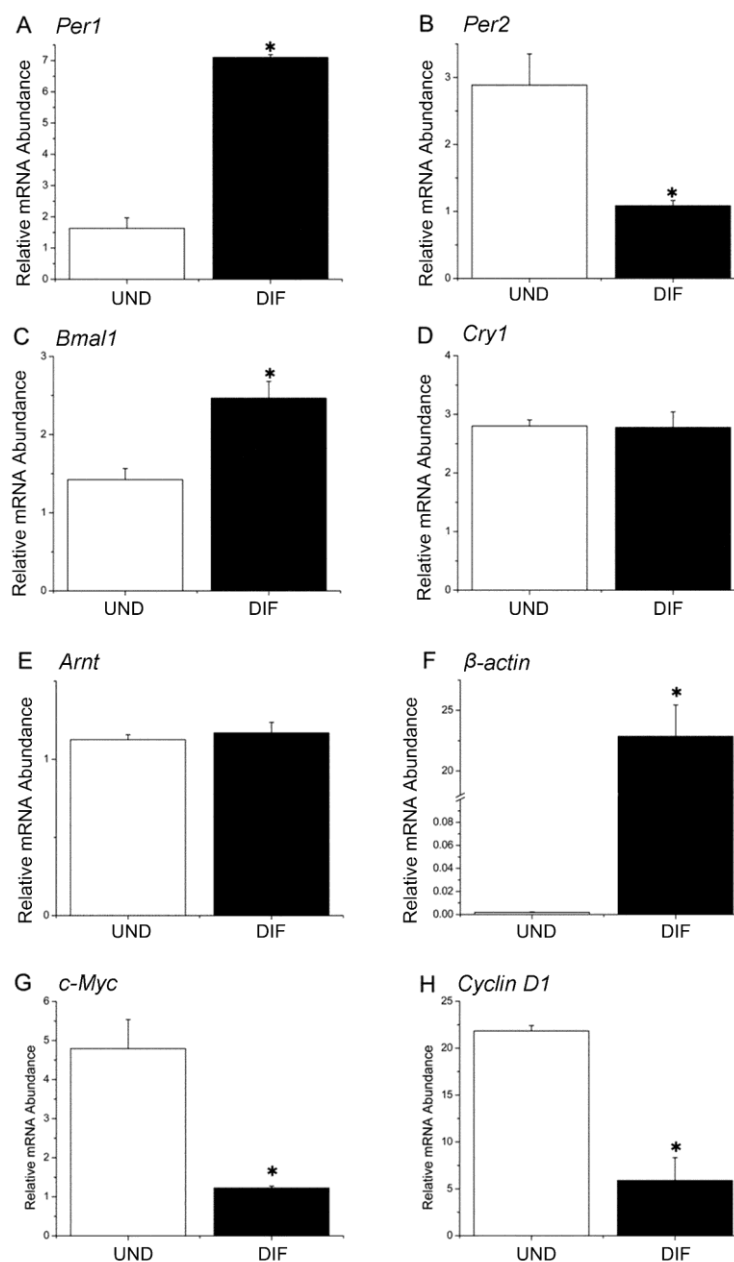 A Per1
Relative mRNA Abundance
7
6
5
4
3
2
1
0
*
UND DIF
B Per2
Relative mRNA Abundance
3
2
1
0
*
UND DIF
C Bmal1
Relative mRNA Abundance
3
2
1
0
*
UND DIF
D Cry1
Relative mRNA Abundance
4
3
2
1
0
UND DIF
E Arnt
Relative mRNA Abundance
1
0
UND DIF
F β-actin
Relative mRNA Abundance
25
20
0.08
0.06
0.04
0.02
0.00
*
UND DIF
G c-Myc
Relative mRNA Abundance
6
5
4
3
2
1
0
*
UND DIF
H Cyclin D1
Relative mRNA Abundance
25
20
15
10
5
0
*
UND DIF